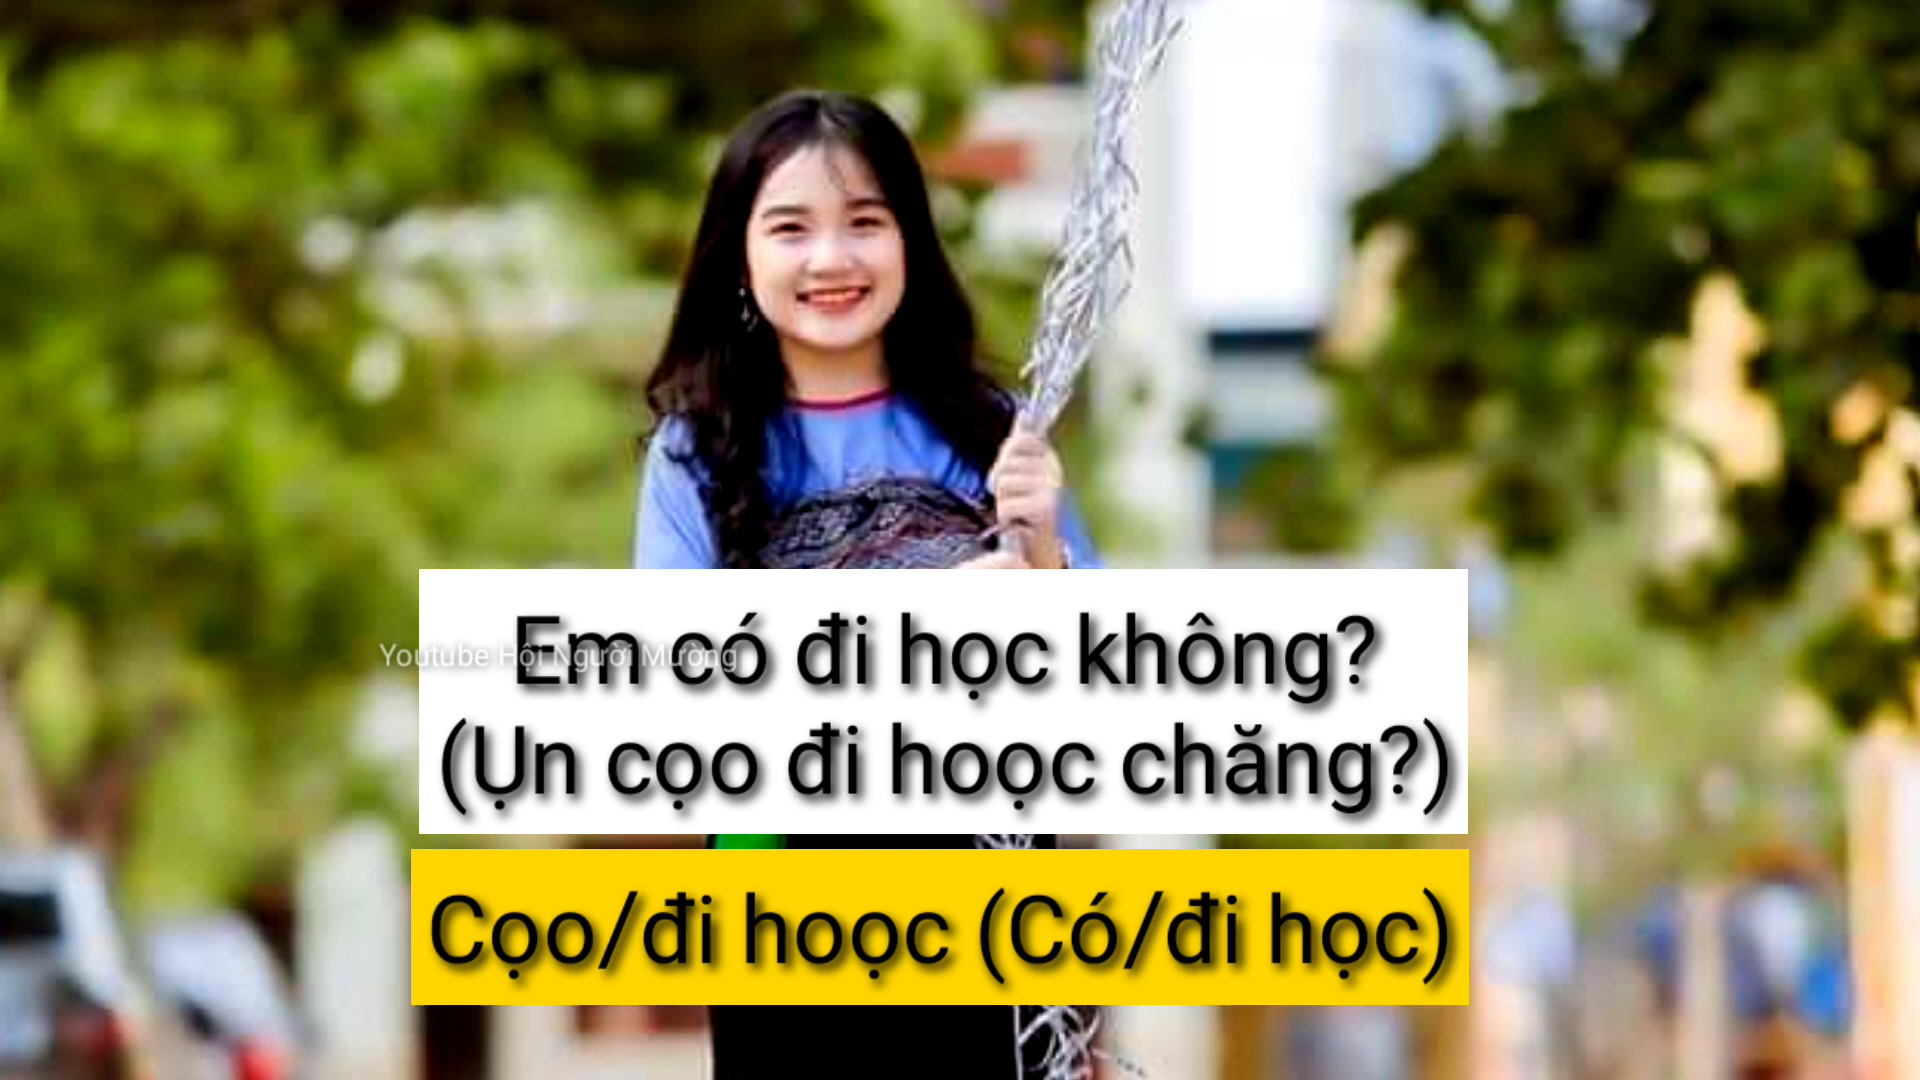 Em có đi học không?
Youtube Hội Người Mường
(Ụn cọo đi hoọc chăng?)
Cọo/đi hoọc (Có/đi học)